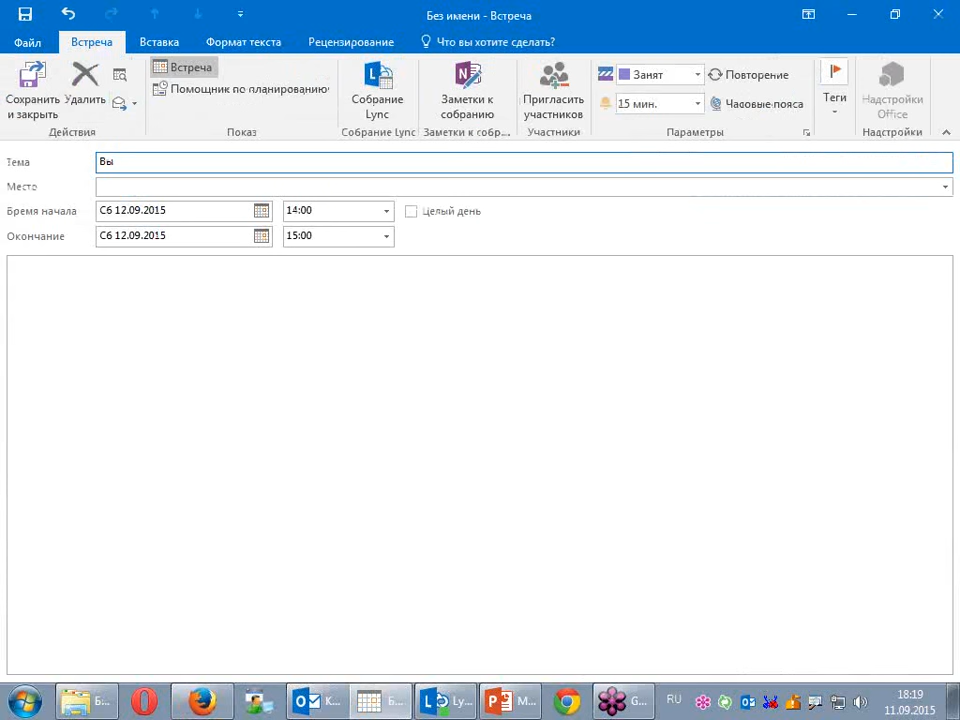 Без имени - Встреча
Файл Встреча Вставка Формат текста Рецензирование Что вы хотите сделать?
Сохранить и закрыть
Удалить
Действия
Встреча
Помощник по планированию
Показ
Собрание Lync
Собрание Lync
Заметки к собранию
Заметки к собр...
Пригласить участников
Участники
Занят
Повторение
15 мин.
Часовые пояса
Параметры
Теги
Надстройки Office
Надстройки
Тема Вы
Место
Время начала Сб 12.09.2015 14:00 Целый день
Окончание Сб 12.09.2015 15:00
Б... К... Б... Ly... М... G... RU 18:19
11.09.2015